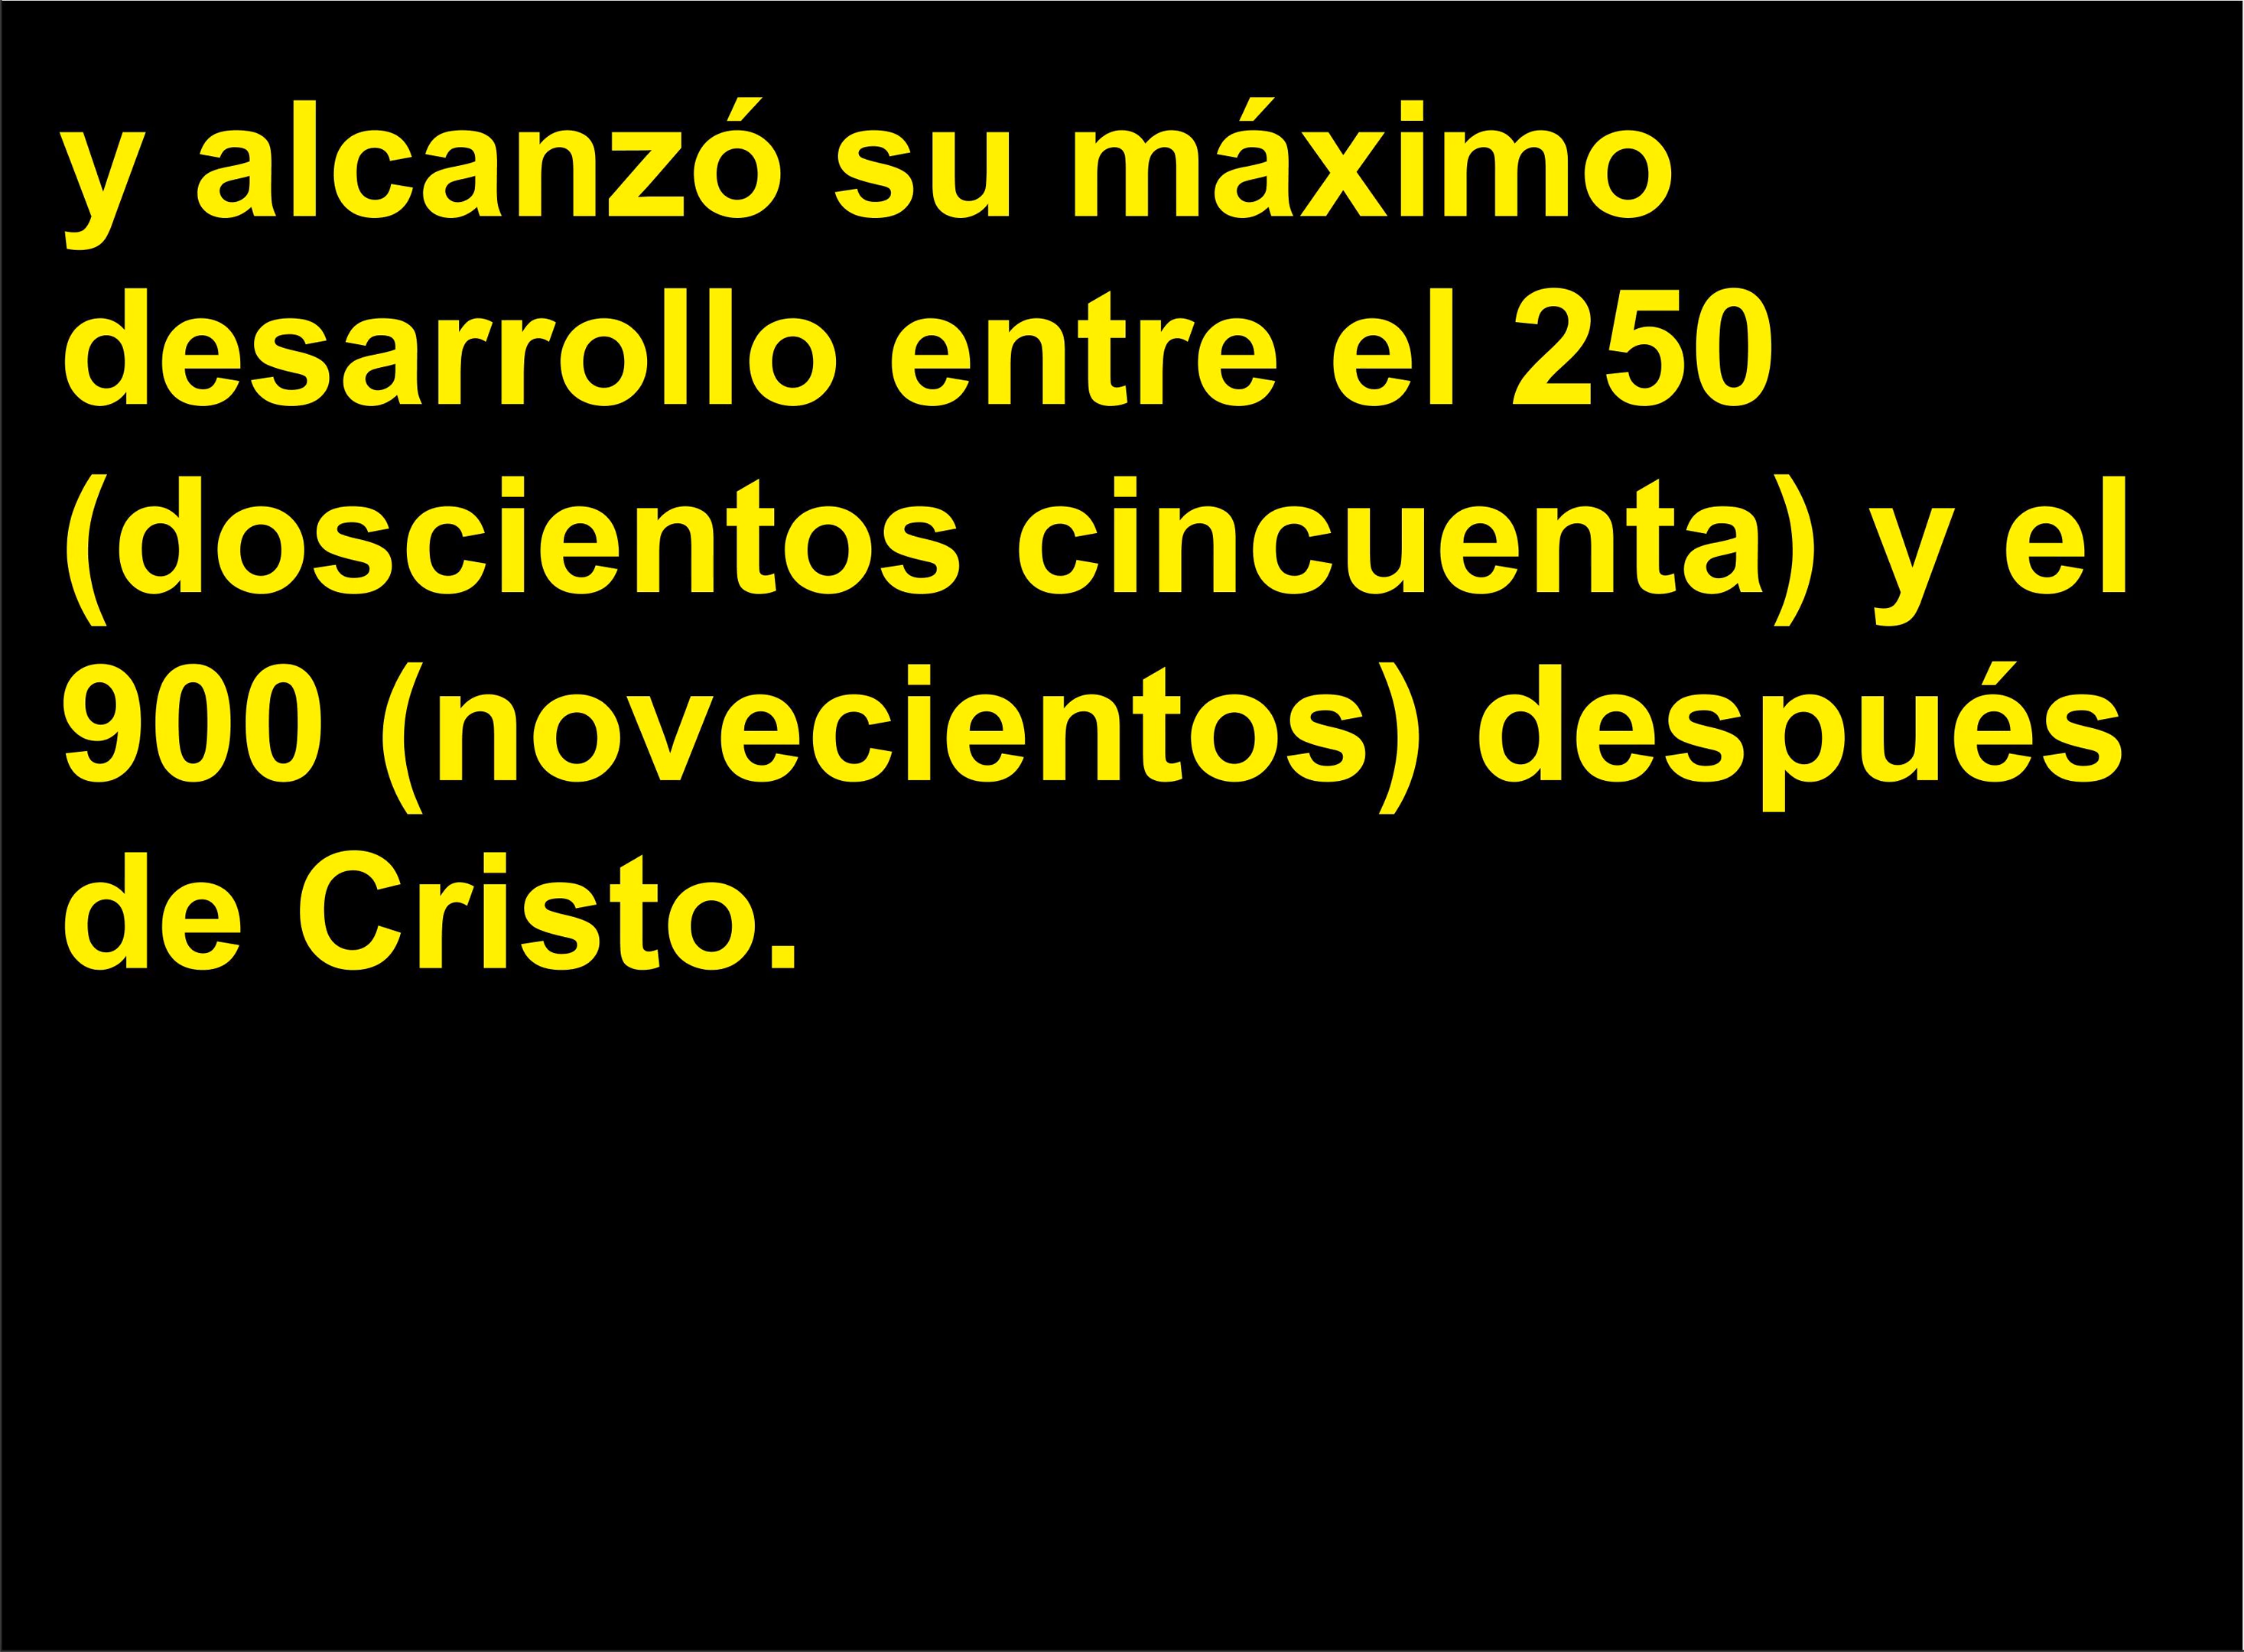 y alcanzó su máximo
desarrollo entre el 250
(doscientos cincuenta) y el
900 (novecientos) después
de Cristo.